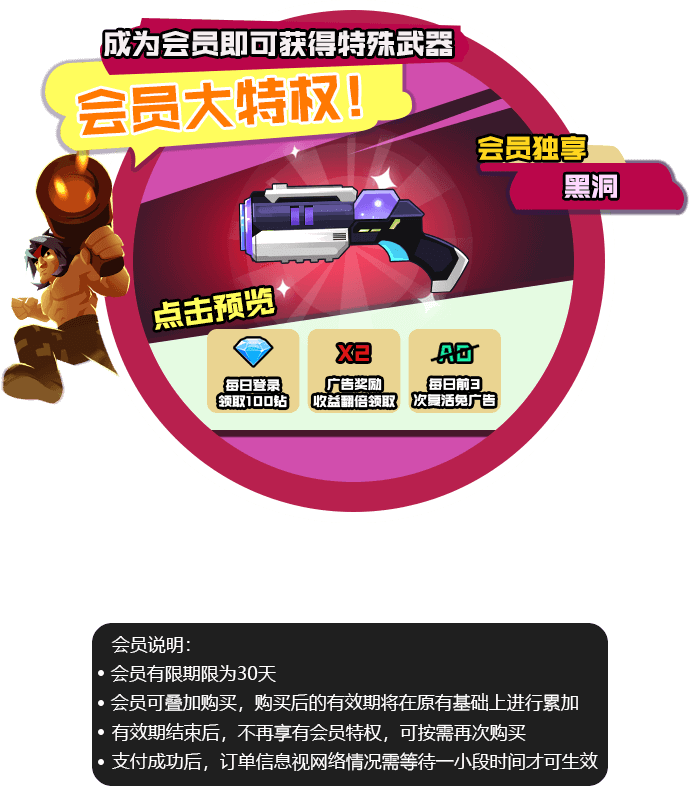 成为会员即可获得特殊武器
会员大特权！
会员独享
黑洞
点击预览
X2
AD
每日登录
领取100钻
广告奖励
收益翻倍领取
每日前3
次复活免广告
会员说明：
• 会员有限期限为30天
• 会员可叠加购买，购买后的有效期将在原有基础上进行累加
• 有效期结束后，不再享有会员特权，可按需再次购买
• 支付成功后，订单信息视网络情况需等待一小段时间才可生效